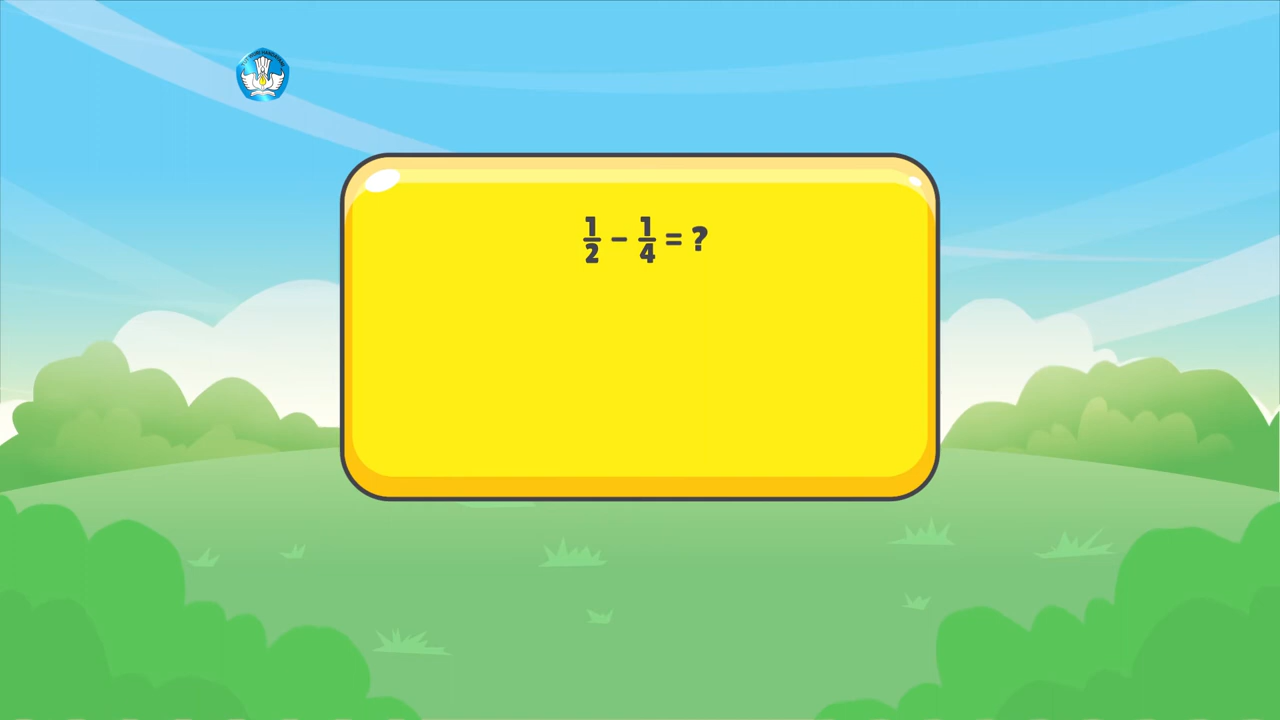 1/2 – 1/4 = ?